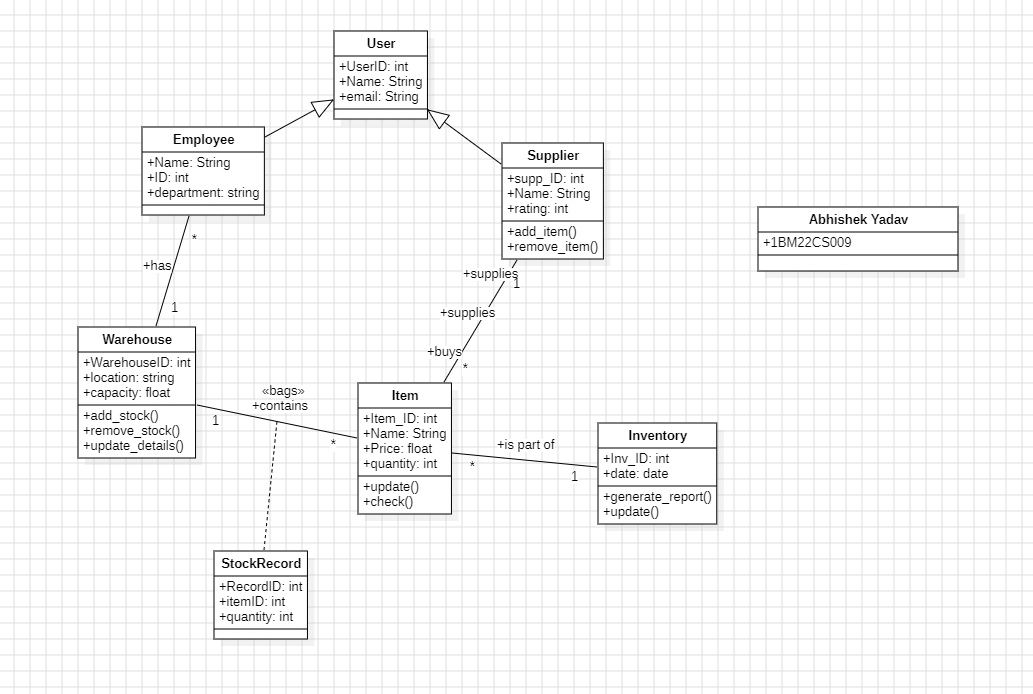 User
+UserID: int
+Name: String
+email: String
Employee
+Name: String
+ID: int
+department: string
Supplier
+supp_ID: int
+Name: String
+rating: int
+add_item()
+remove_item()
Abhishek Yadav
+1BM22CS009
*
+has
1
+supplies
1
+supplies
+buys
*
Warehouse
+WarehouseID: int
+location: string
+capacity: float
+add_stock()
+remove_stock()
+update_details()
«bags»
+contains
1
*
Item
+Item_ID: int
+Name: String
+Price: float
+quantity: int
+update()
+check()
+is part of
*
1
Inventory
+Inv_ID: int
+date: date
+generate_report()
+update()
StockRecord
+RecordID: int
+itemID: int
+quantity: int